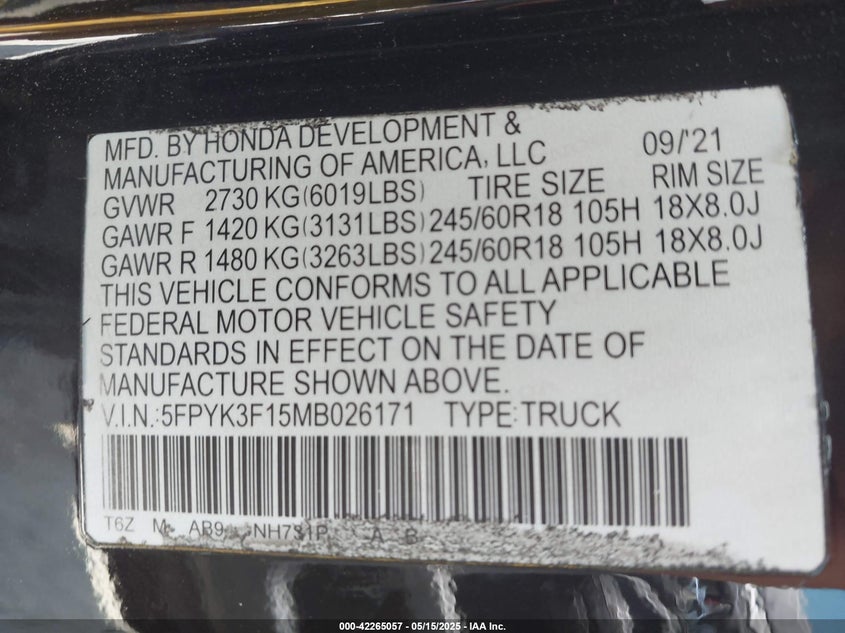 MFD. BY HONDA DEVELOPMENT &
MANUFACTURING OF AMERICA, LLC 09/'21
GVWR 2730 KG(6019LBS) TIRE SIZE RIM SIZE
GAWR F 1420 KG(3131LBS) 245/60R18 105H 18X8.0J
GAWR R 1480 KG(3263LBS) 245/60R18 105H 18X8.0J
THIS VEHICLE CONFORMS TO ALL APPLICABLE
FEDERAL MOTOR VEHICLE SAFETY
STANDARDS IN EFFECT ON THE DATE OF
MANUFACTURE SHOWN ABOVE.
V.I.N.: 5FPYK3F15MB026171 TYPE: TRUCK
T6Z AB9 NH731P A B
000-42265057 - 05/15/2025 - IAA Inc.